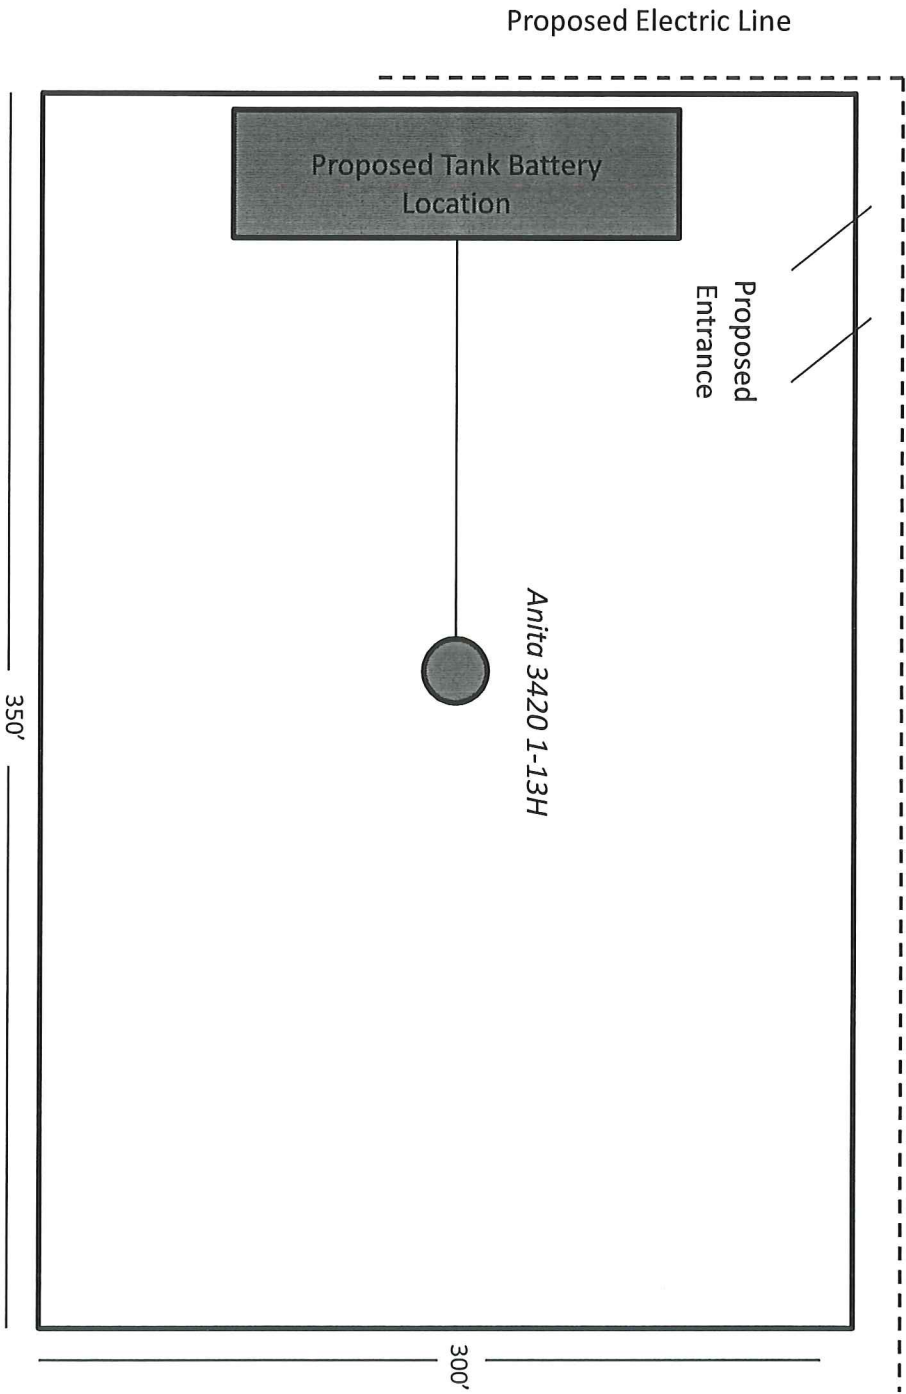 Proposed Electric Line
Proposed Tank Battery
Location
Proposed
Entrance
Anita 3420 1-13H
350'
300'